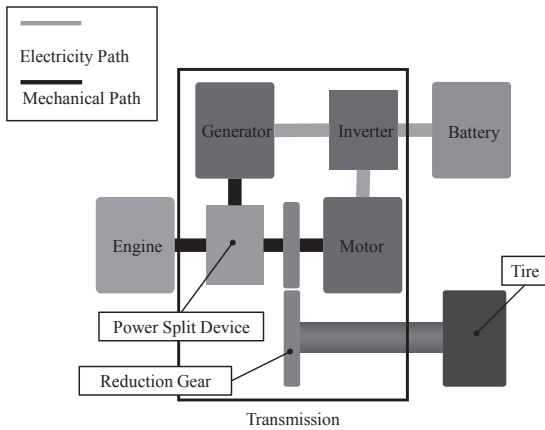 Electricity Path
Mechanical Path
Generator
Inverter
Battery
Engine
Motor
Tire
Power Split Device
Reduction Gear
Transmission